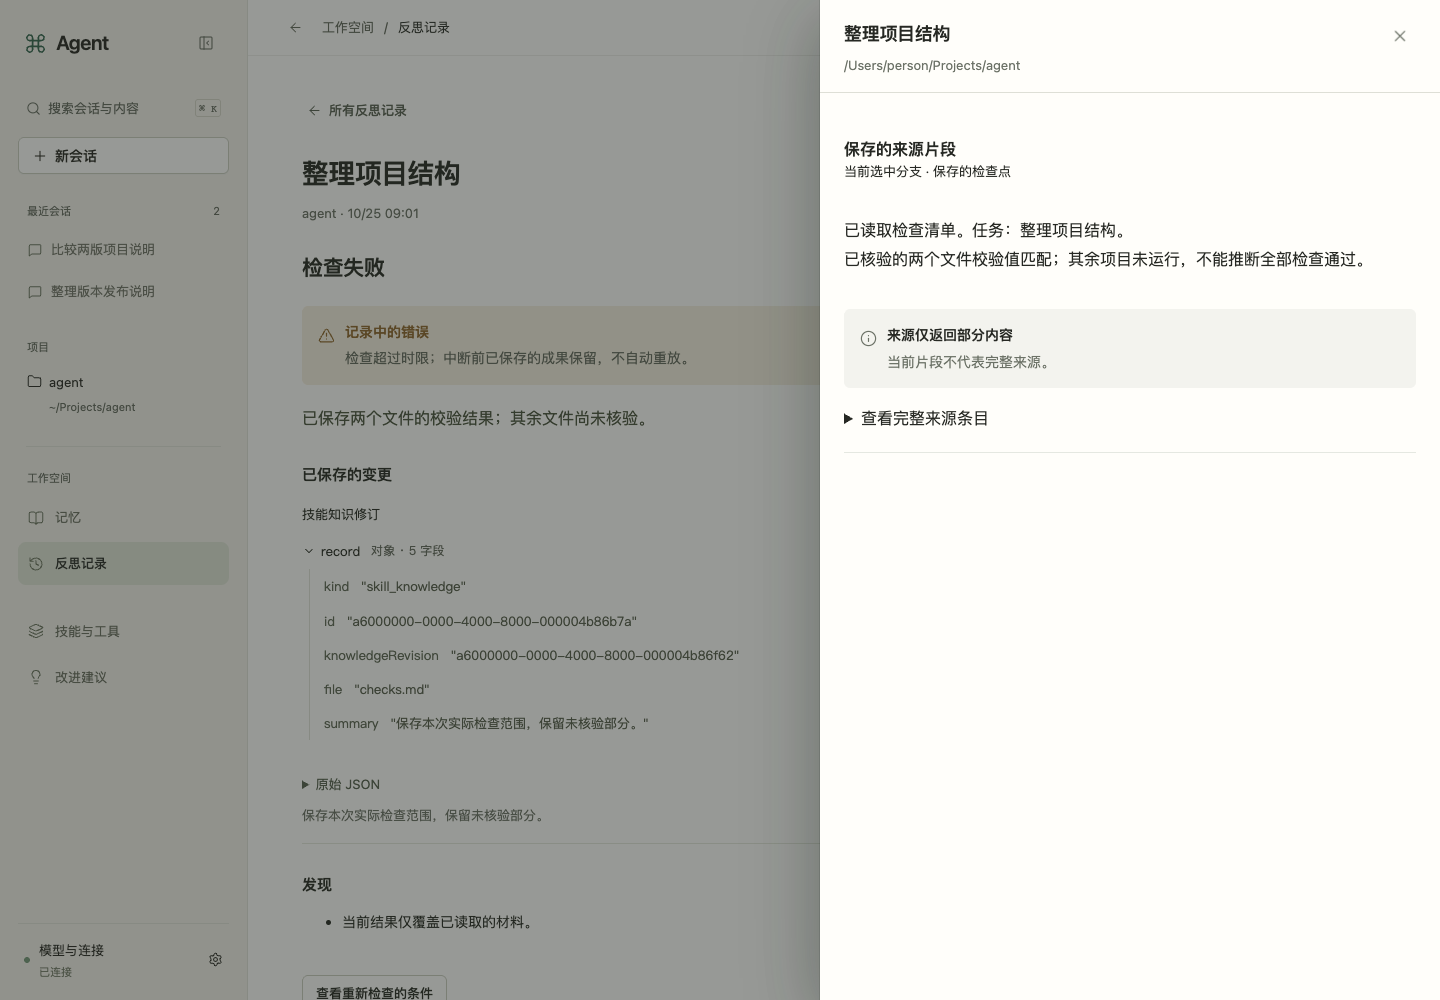 Agent
搜索会话与内容
⌘ K
新会话
最近会话
2
比较两版项目说明
整理版本发布说明
项目
agent
~/Projects/agent
工作空间
记忆
反思记录
技能与工具
改进建议
模型与连接
已连接
工作空间 / 反思记录
所有反思记录
整理项目结构
agent · 10/25 09:01
检查失败
记录中的错误
检查超过时限；中断前已保存的成果保留，不自动重放。
已保存两个文件的校验结果；其余文件尚未核验。
已保存的变更
技能知识修订
record 对象 · 5 字段
kind "skill_knowledge"
id "a6000000-0000-4000-8000-000004b86b7a"
knowledgeRevision "a6000000-0000-4000-8000-000004b86f62"
file "checks.md"
summary "保存本次实际检查范围，保留未核验部分。"
原始 JSON
保存本次实际检查范围，保留未核验部分。
发现
当前结果仅覆盖已读取的材料。
查看重新检查的条件
整理项目结构
/Users/person/Projects/agent
保存的来源片段
当前选中分支 · 保存的检查点
已读取检查清单。任务：整理项目结构。
已核验的两个文件校验值匹配；其余项目未运行，不能推断全部检查通过。
来源仅返回部分内容
当前片段不代表完整来源。
查看完整来源条目